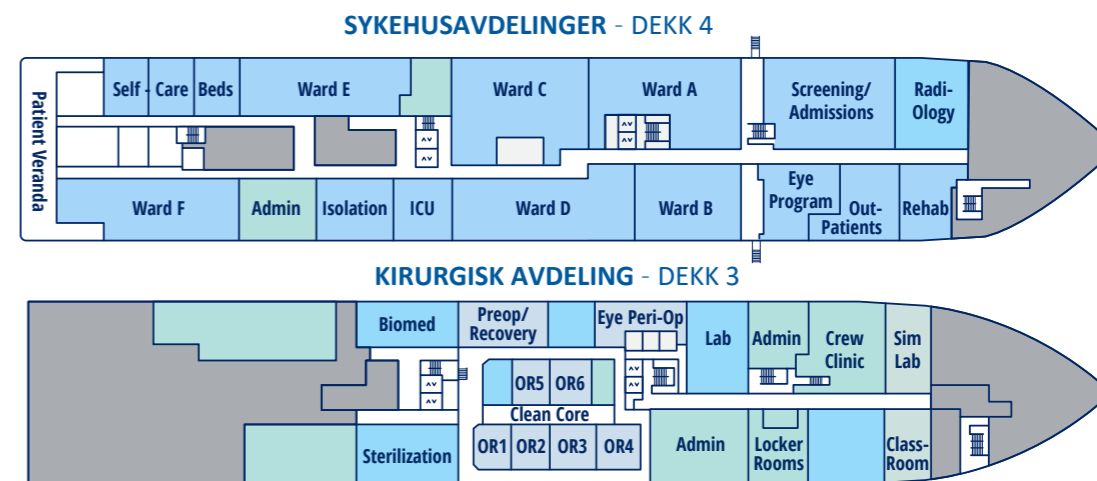 SYKEHUSAVDELINGER - DEKK 4
Patient Veranda
Self - Care Beds
Ward E
Ward C
Ward A
Screening/
Admissions
Radi-
Ology
Ward F
Admin
Isolation
ICU
Ward D
Ward B
Eye
Program
Out-
Patients
Rehab
KIRURGISK AVDELING - DEKK 3
Biomed
Preop/
Recovery
Eye Peri-Op
Lab
Admin
Crew
Clinic
Sim
Lab
OR5
OR6
Clean Core
OR1
OR2
OR3
OR4
Sterilization
Admin
Locker
Rooms
Class-
Room